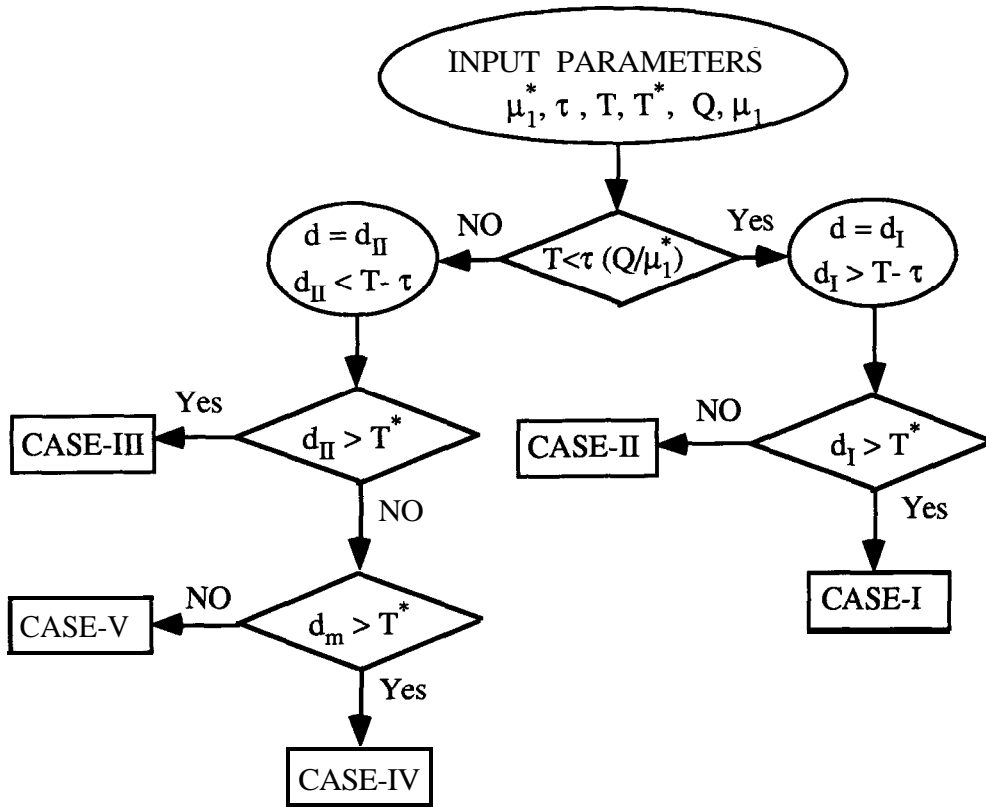 INPUT PARAMETERS
μ₁*, τ , T, T*, Q, μ₁
NO
Yes
d = d_II
d_II < T- τ
T<τ (Q/μ₁*)
d = d_I
d_I > T- τ
Yes
NO
CASE-III
d_II > T*
CASE-II
d_I > T*
NO
Yes
NO
CASE-I
CASE-V
d_m > T*
Yes
CASE-IV